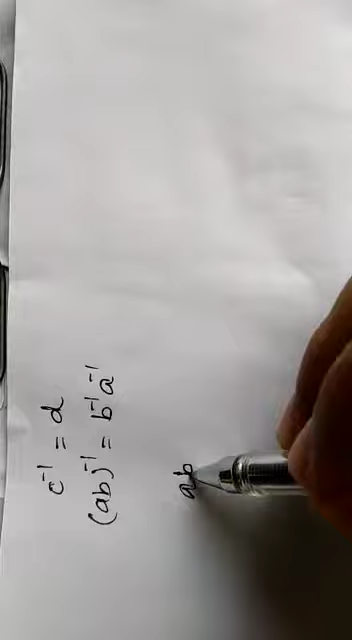 c⁻¹ = d
(ab)⁻¹ = b⁻¹a⁻¹
ab